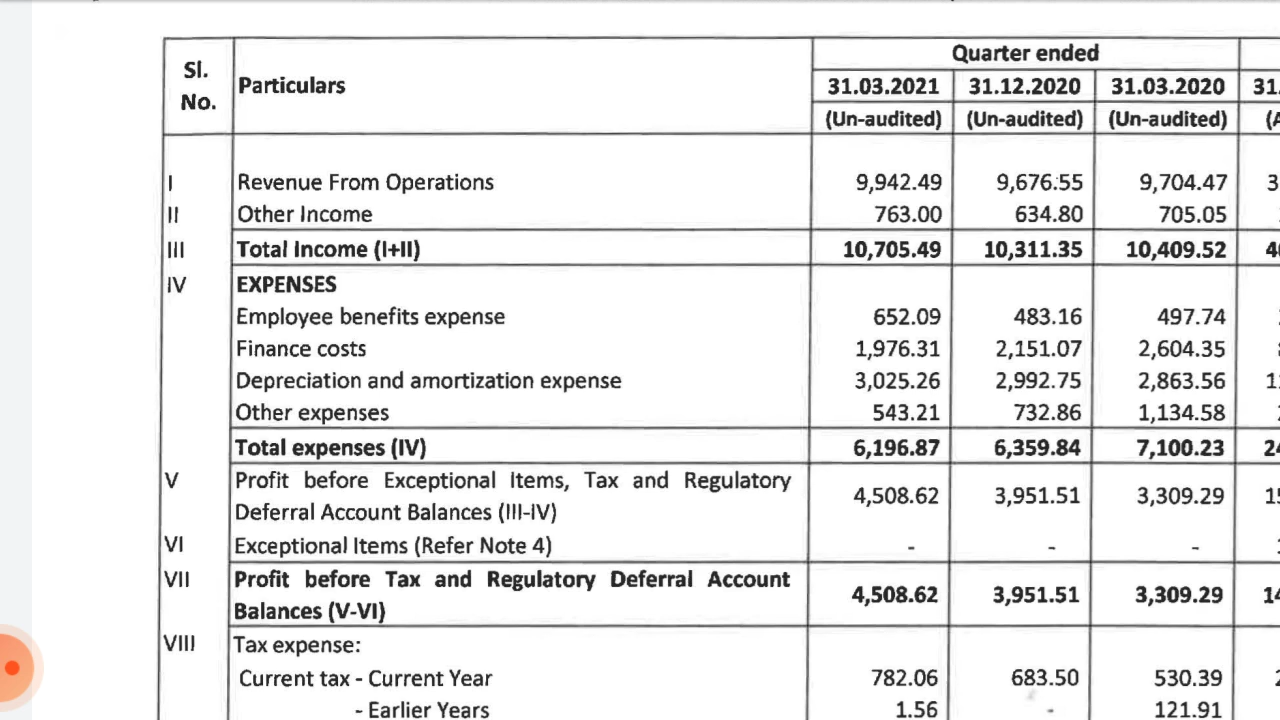 Quarter ended
Sl. No. Particulars 31.03.2021 31.12.2020 31.03.2020 31.
(Un-audited) (Un-audited) (Un-audited) (A
I Revenue From Operations 9,942.49 9,676.55 9,704.47 3
II Other Income 763.00 634.80 705.05
III Total Income (I+II) 10,705.49 10,311.35 10,409.52 40
IV EXPENSES
Employee benefits expense 652.09 483.16 497.74
Finance costs 1,976.31 2,151.07 2,604.35
Depreciation and amortization expense 3,025.26 2,992.75 2,863.56 1
Other expenses 543.21 732.86 1,134.58
Total expenses (IV) 6,196.87 6,359.84 7,100.23 24
V Profit before Exceptional Items, Tax and Regulatory
Deferral Account Balances (III-IV) 4,508.62 3,951.51 3,309.29 15
VI Exceptional Items (Refer Note 4) - - -
VII Profit before Tax and Regulatory Deferral Account
Balances (V-VI) 4,508.62 3,951.51 3,309.29 14
VIII Tax expense:
Current tax - Current Year 782.06 683.50 530.39 2
- Earlier Years 1.56 - 121.91